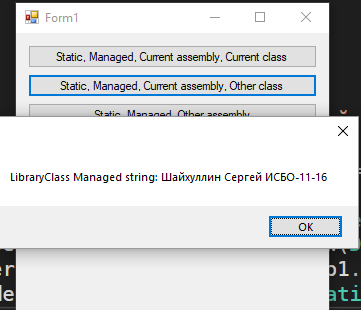 Form1
Static, Managed, Current assembly, Current class
Static, Managed, Current assembly, Other class
Static, Managed, Other assembly
LibraryClass Managed string: Шайхуллин Сергей ИСБО-11-16
OK